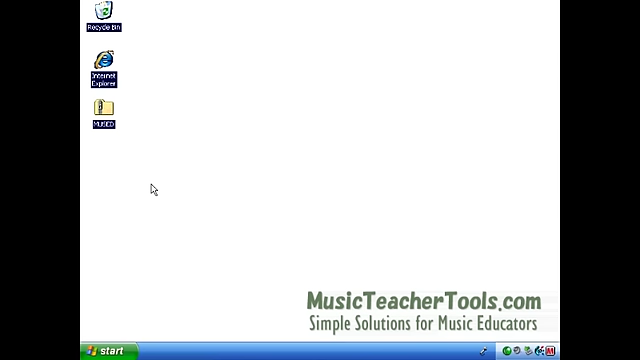 Recycle Bin
Internet
Explorer
MUSED
MusicTeacherTools.com
Simple Solutions for Music Educators
start